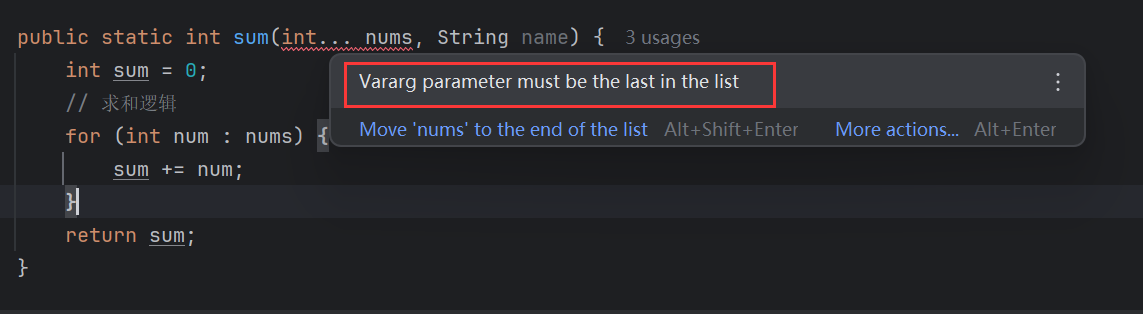 public static int sum(int... nums, String name) { 3 usages
int sum = 0;
Vararg parameter must be the last in the list
// 求和逻辑
for (int num : nums) {
Move 'nums' to the end of the list Alt+Shift+Enter More actions... Alt+Enter
sum += num;
}
return sum;
}